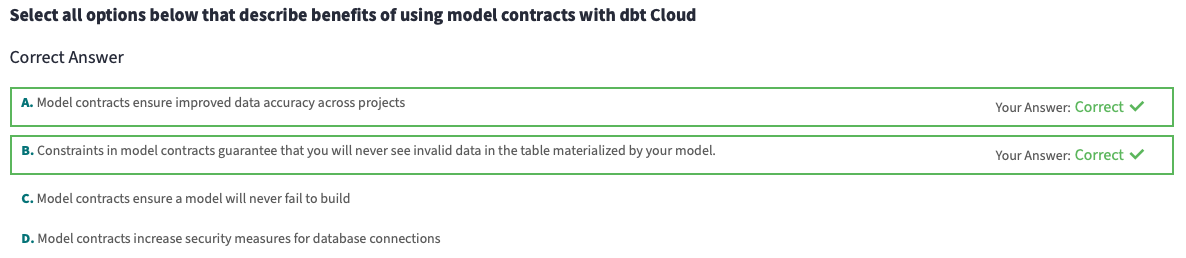 Select all options below that describe benefits of using model contracts with dbt Cloud
Correct Answer
A. Model contracts ensure improved data accuracy across projects
Your Answer: Correct ✓
B. Constraints in model contracts guarantee that you will never see invalid data in the table materialized by your model.
Your Answer: Correct ✓
C. Model contracts ensure a model will never fail to build
D. Model contracts increase security measures for database connections